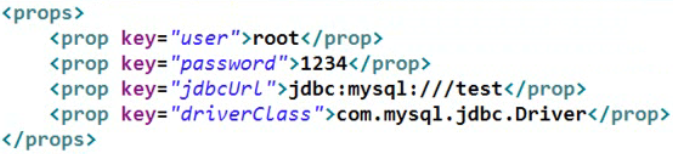 <props>
<prop key="user">root</prop>
<prop key="password">1234</prop>
<prop key="jdbcUrl">jdbc:mysql:///test</prop>
<prop key="driverClass">com.mysql.jdbc.Driver</prop>
</props>